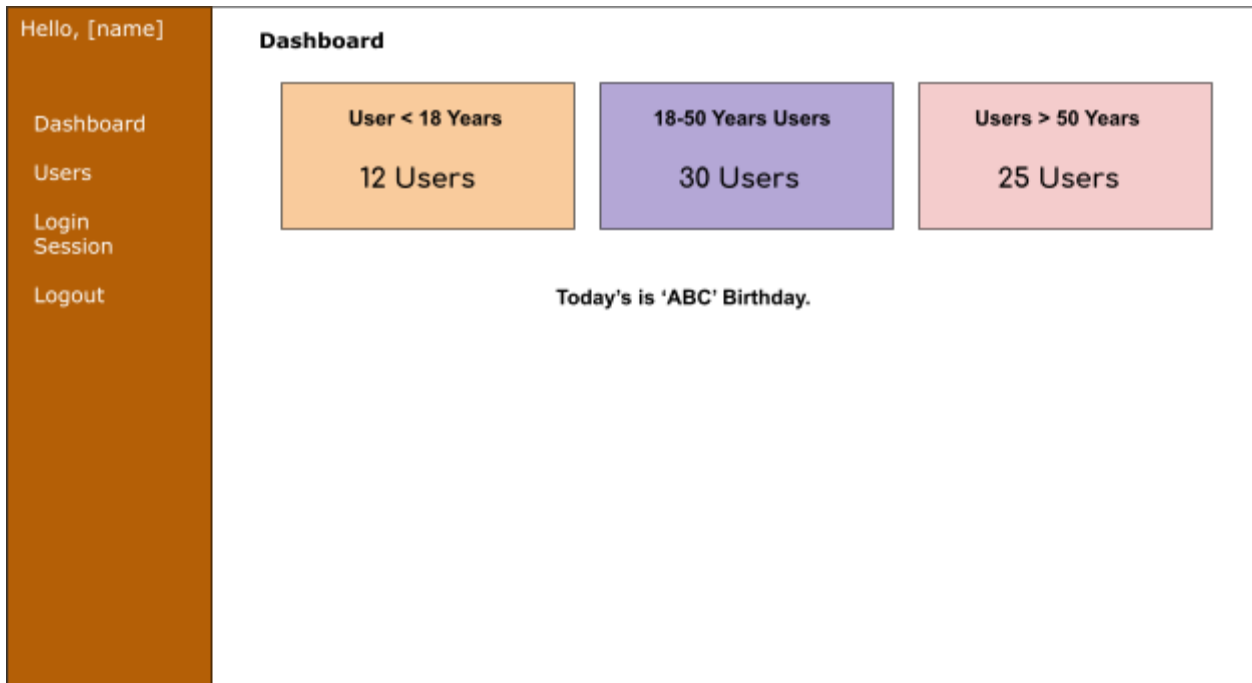 Hello, [name]
Dashboard
Users
Login
Session
Logout
Dashboard
User < 18 Years
12 Users
18-50 Years Users
30 Users
Users > 50 Years
25 Users
Today’s is ‘ABC’ Birthday.